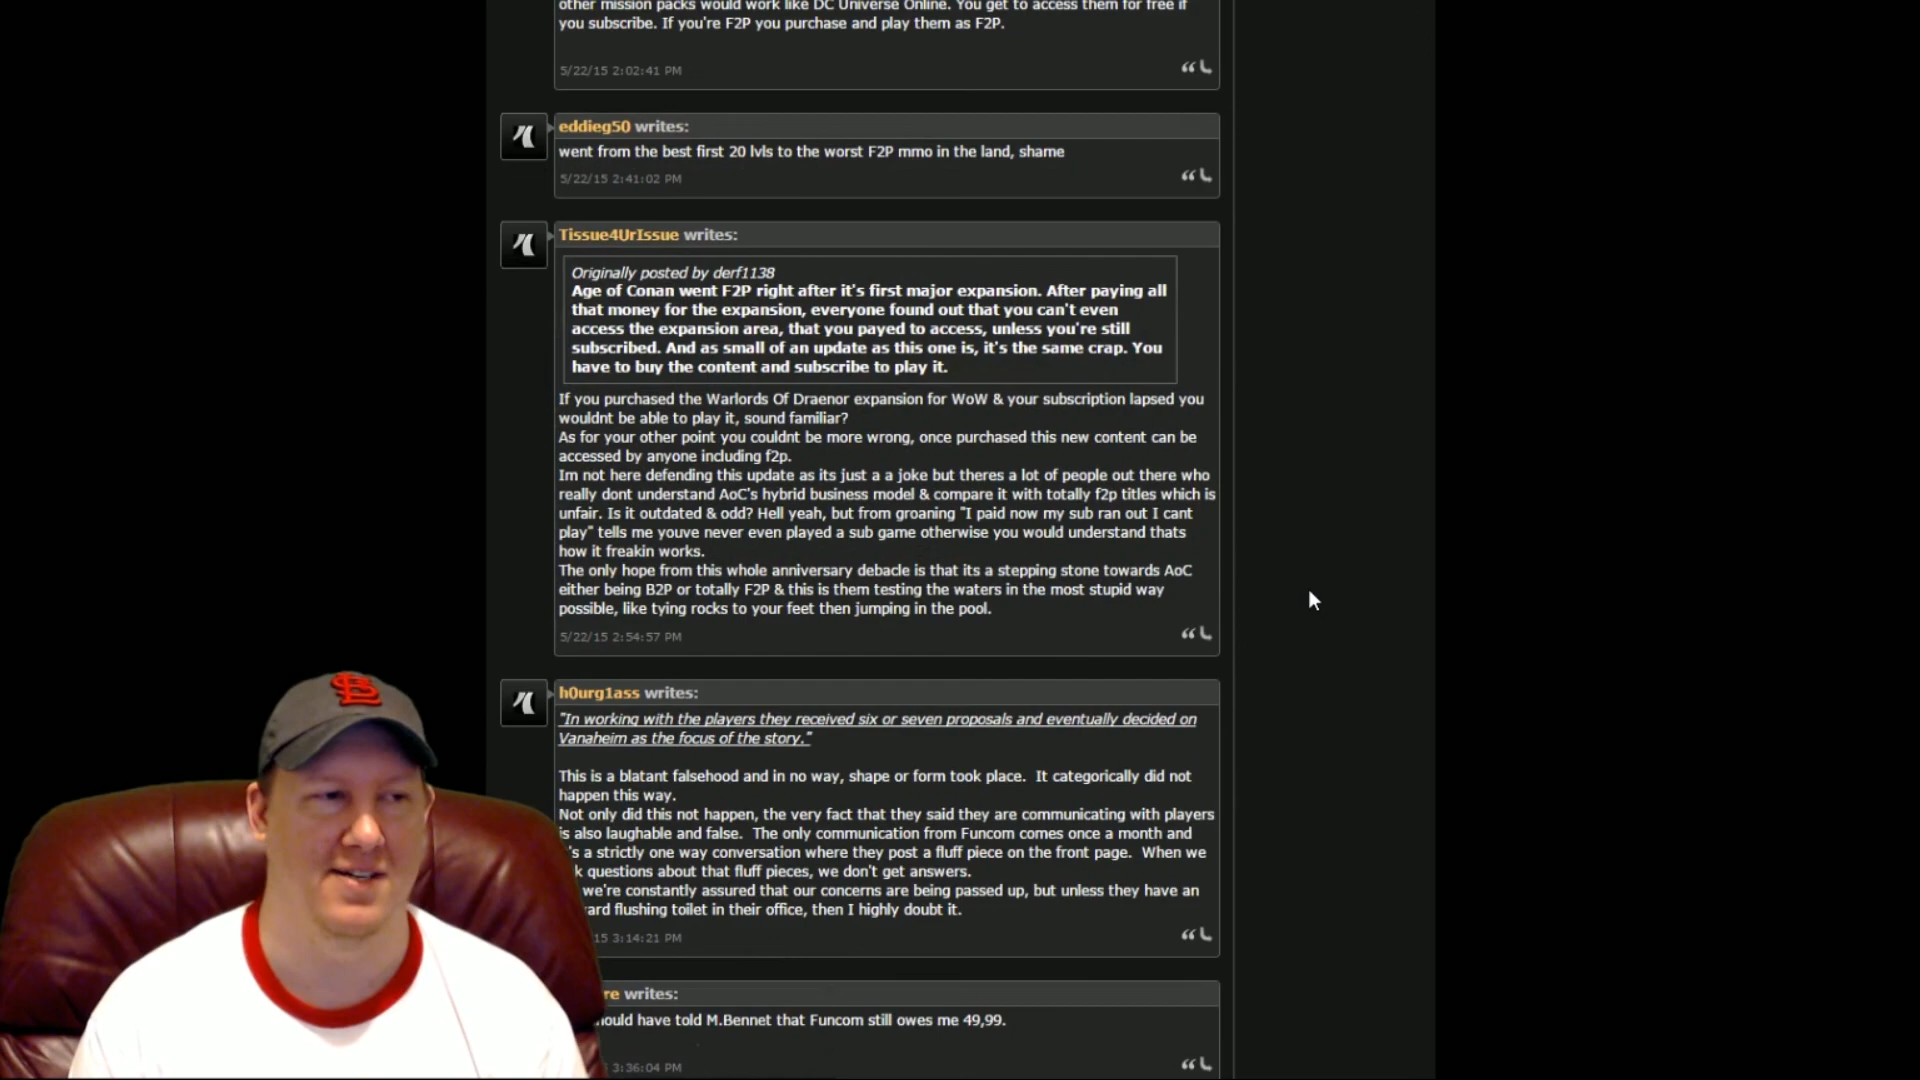 other mission packs would work like DC Universe Online. You get to access them for free if
you subscribe. If you're F2P you purchase and play them as F2P.
5/22/15 2:02:41 PM
eddieg50 writes:
went from the best first 20 lvls to the worst F2P mmo in the land, shame
5/22/15 2:41:02 PM
Tissue4UrIssue writes:
Originally posted by derf1138
Age of Conan went F2P right after it's first major expansion. After paying all
that money for the expansion, everyone found out that you can't even
access the expansion area, that you payed to access, unless you're still
subscribed. And as small of an update as this one is, it's the same crap. You
have to buy the content and subscribe to play it.
If you purchased the Warlords Of Draenor expansion for WoW & your subscription lapsed you
wouldnt be able to play it, sound familiar?
As for your other point you couldnt be more wrong, once purchased this new content can be
accessed by anyone including f2p.
Im not here defending this update as its just a a joke but theres a lot of people out there who
really dont understand AoC's hybrid business model & compare it with totally f2p titles which is
unfair. Is it outdated & odd? Hell yeah, but from groaning "I paid now my sub ran out I cant
play" tells me youve never even played a sub game otherwise you would understand thats
how it freakin works.
The only hope from this whole anniversary debacle is that its a stepping stone towards AoC
either being B2P or totally F2P & this is them testing the waters in the most stupid way
possible, like tying rocks to your feet then jumping in the pool.
5/22/15 2:54:57 PM
h0urg1ass writes:
"In working with the players they received six or seven proposals and eventually decided on
Vanaheim as the focus of the story."
This is a blatant falsehood and in no way, shape or form took place. It categorically did not
happen this way.
Not only did this not happen, the very fact that they said they are communicating with players
is also laughable and false. The only communication from Funcom comes once a month and
's a strictly one way conversation where they post a fluff piece on the front page. When we
k questions about that fluff pieces, we don't get answers.
we're constantly assured that our concerns are being passed up, but unless they have an
ard flushing toilet in their office, then I highly doubt it.
15 3:14:21 PM
re writes:
ould have told M.Bennet that Funcom still owes me 49,99.
3:36:04 PM